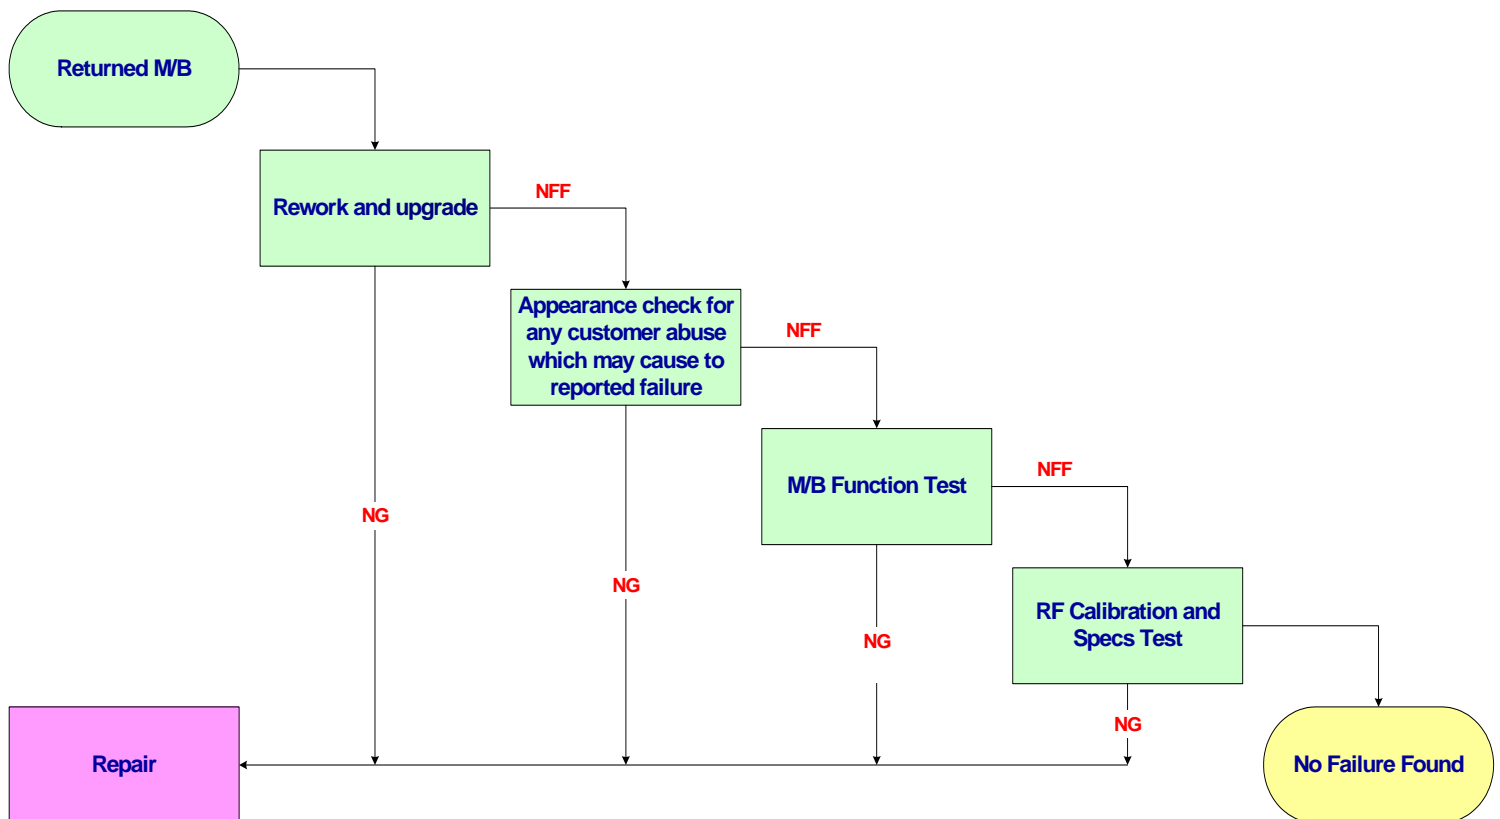 Returned M/B
Rework and upgrade
NFF
Appearance check for
any customer abuse
which may cause to
reported failure
NFF
M/B Function Test
NFF
NG
NG
RF Calibration and
Specs Test
NG
NG
Repair
No Failure Found